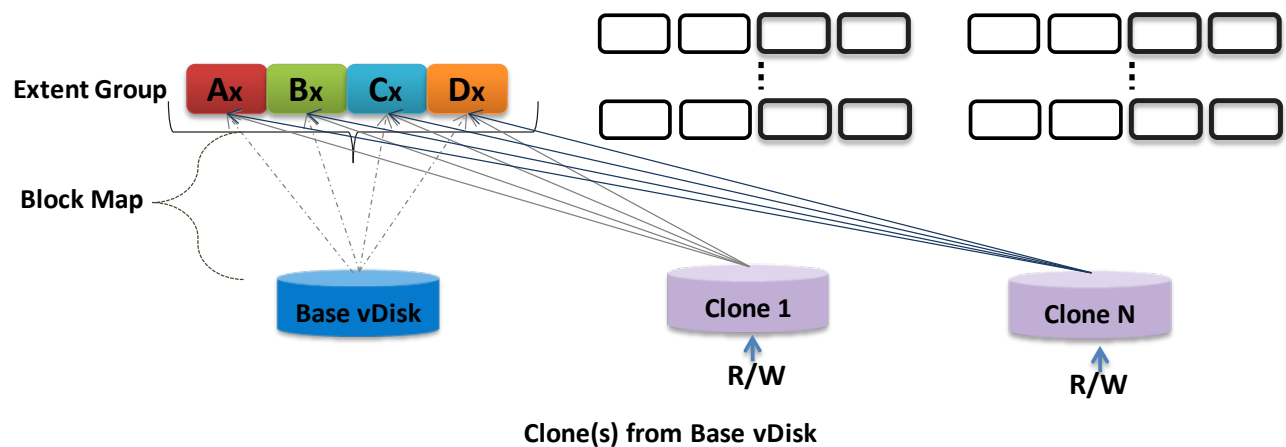 Extent Group
Ax Bx Cx Dx
Block Map
Base vDisk
Clone 1
Clone N
R/W
R/W
Clone(s) from Base vDisk